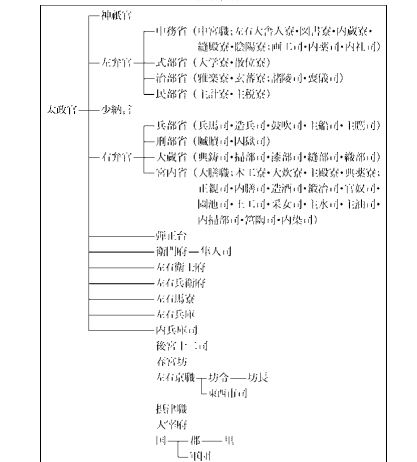 神祇官
中務省（中宮職；左右大舎人寮・図書寮・内蔵寮・
縫殿寮・陰陽寮；画工司・内薬司・内礼司）
左弁官
式部省（大学寮・散位寮）
治部省（雅楽寮・玄蕃寮；諸陵司・喪儀司）
民部省（主計寮・主税寮）
太政官
少納言
兵部省（兵馬司・造兵司・鼓吹司・主船司・主鷹司）
刑部省（贓贖司・囚獄司）
右弁官
大蔵省（典鋳司・掃部司・漆部司・縫部司・織部司）
宮内省（大膳職；木工寮・大炊寮・主殿寮・典薬寮；
正親司・内膳司・造酒司・鍛冶司・官奴司・
園池司・土工司・采女司・主水司・主油司・
内掃部司・筥陶司・内染司）
弾正台
衛門府 隼人司
左右衛士府
左右兵衛府
左右馬寮
左右兵庫
内兵庫司
後宮十二司
春宮坊
左右京職 坊令 坊長
東西市司
摂津職
大宰府
国 郡 里
軍団